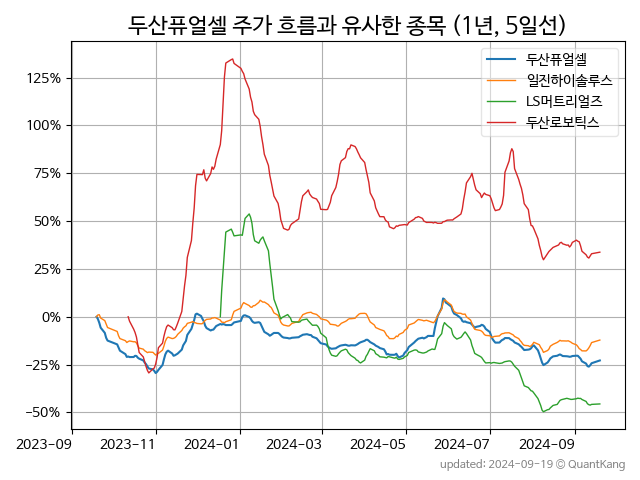 두산퓨얼셀 주가 흐름과 유사한 종목 (1년, 5일선)
두산퓨얼셀
일진하이솔루스
LS머트리얼즈
두산로보틱스
125%
100%
75%
50%
25%
0%
−25%
−50%
2023-09
2023-11
2024-01
2024-03
2024-05
2024-07
2024-09
updated: 2024-09-19 © QuantKang